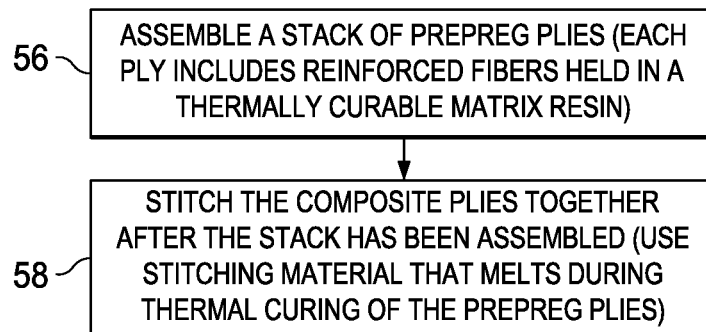 56
ASSEMBLE A STACK OF PREPREG PLIES (EACH
PLY INCLUDES REINFORCED FIBERS HELD IN A
THERMALLY CURABLE MATRIX RESIN)
58
STITCH THE COMPOSITE PLIES TOGETHER
AFTER THE STACK HAS BEEN ASSEMBLED (USE
STITCHING MATERIAL THAT MELTS DURING
THERMAL CURING OF THE PREPREG PLIES)